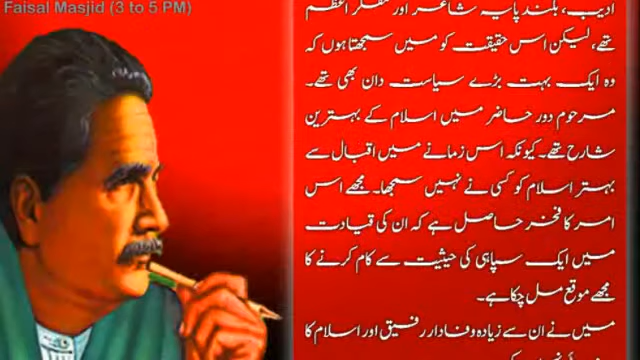 Faisal Masjid (3 to 5 PM)
ادیب، بلند پایہ شاعر اور مفکر اعظم
تھے، لیکن اس حقیقت کو میں سمجھتا ہوں کہ
وہ ایک بہت بڑے سیاست دان بھی تھے۔
مرحوم دور حاضر میں اسلام کے بہترین
شارح تھے۔ کیونکہ اس زمانے میں اقبال سے
بہتر اسلام کو کسی نے نہیں سمجھا۔ مجھے اس
امر کا فخر حاصل ہے کہ ان کی قیادت
میں ایک سپاہی کی حیثیت سے کام کرنے کا
مجھے موقع مل چکا ہے۔
میں نے ان سے زیادہ وفادار رفیق اور اسلام کا